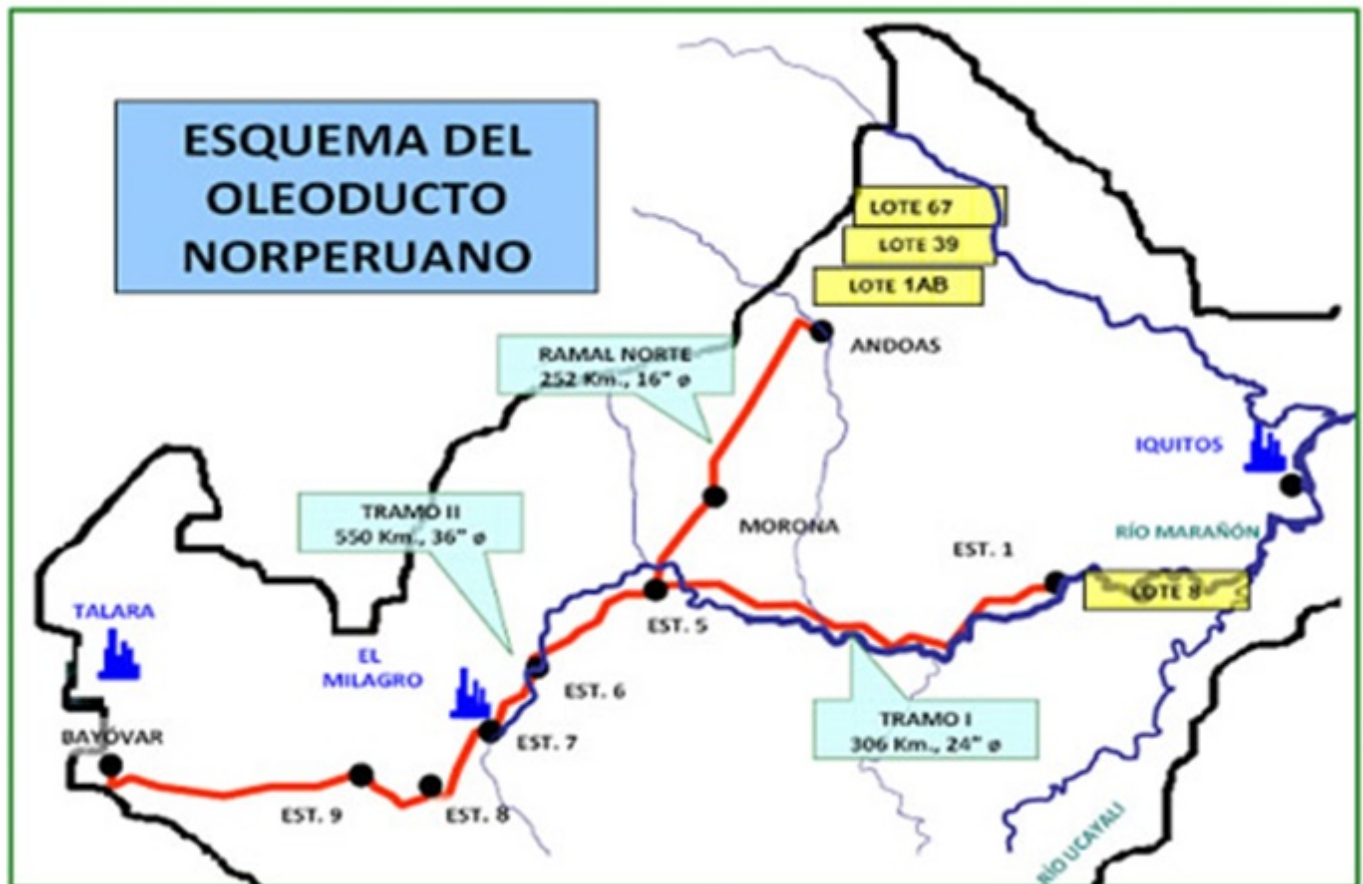 ESQUEMA DEL
OLEODUCTO
NORPERUANO
LOTE 67
LOTE 39
LOTE 1AB
ANDOAS
RAMAL NORTE
252 Km., 16" ø
IQUITOS
TRAMO II
550 Km., 36" ø
MORONA
RÍO MARAÑÓN
EST. 1
LOTE 8
TALARA
EST. 5
EL
MILAGRO
EST. 6
TRAMO I
306 Km., 24" ø
BAYÓVAR
EST. 7
EST. 9
EST. 8
RÍO UCAYALI